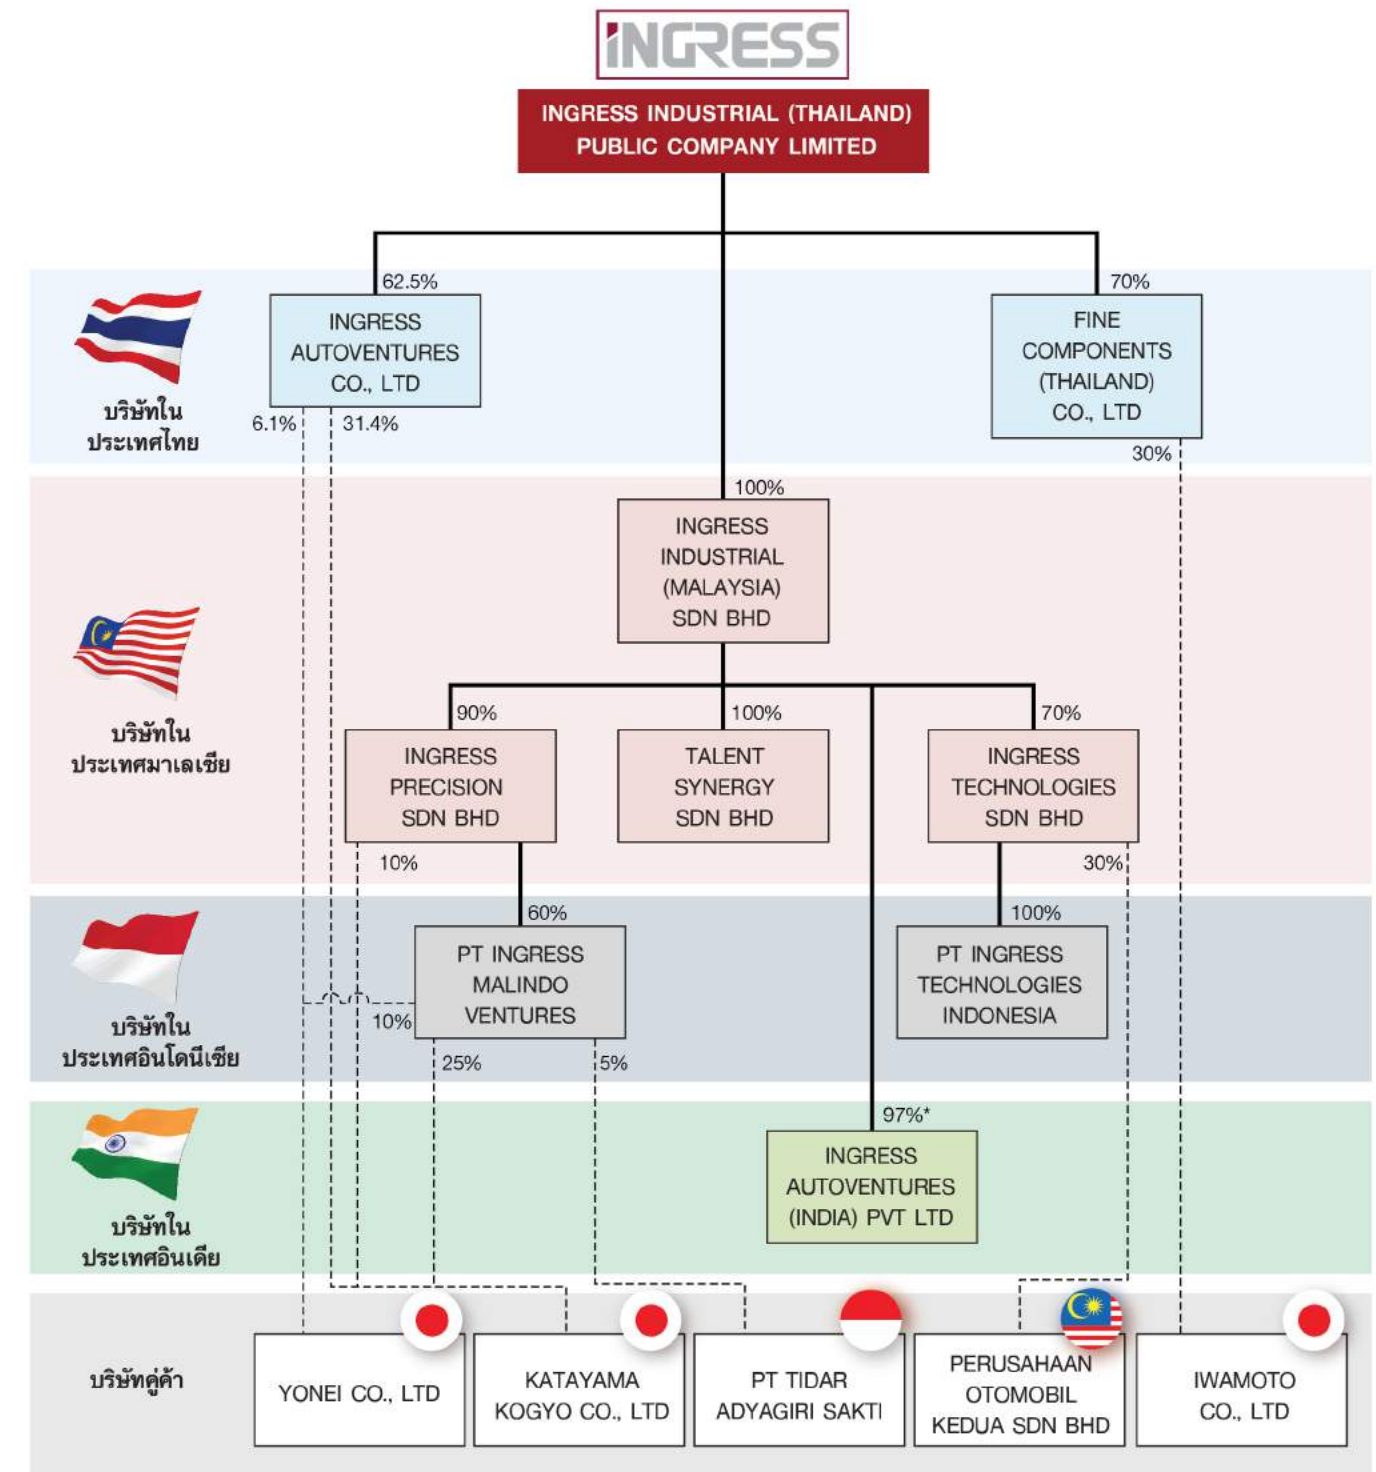 INGRESS
INGRESS INDUSTRIAL (THAILAND)
PUBLIC COMPANY LIMITED
62.5%
70%
INGRESS
AUTOVENTURES
CO., LTD
FINE
COMPONENTS
(THAILAND)
CO., LTD
บริษัทใน
ประเทศไทย
6.1%
31.4%
30%
100%
INGRESS
INDUSTRIAL
(MALAYSIA)
SDN BHD
บริษัทใน
ประเทศมาเลเซีย
90%
100%
70%
INGRESS
PRECISION
SDN BHD
TALENT
SYNERGY
SDN BHD
INGRESS
TECHNOLOGIES
SDN BHD
10%
30%
60%
100%
PT INGRESS
MALINDO
VENTURES
PT INGRESS
TECHNOLOGIES
INDONESIA
บริษัทใน
ประเทศอินโดนีเซีย
10%
25%
5%
97%*
INGRESS
AUTOVENTURES
(INDIA) PVT LTD
บริษัทใน
ประเทศอินเดีย
บริษัทคู่ค้า
YONEI CO., LTD
KATAYAMA
KOGYO CO., LTD
PT TIDAR
ADYAGIRI SAKTI
PERUSAHAAN
OTOMOBIL
KEDUA SDN BHD
IWAMOTO
CO., LTD